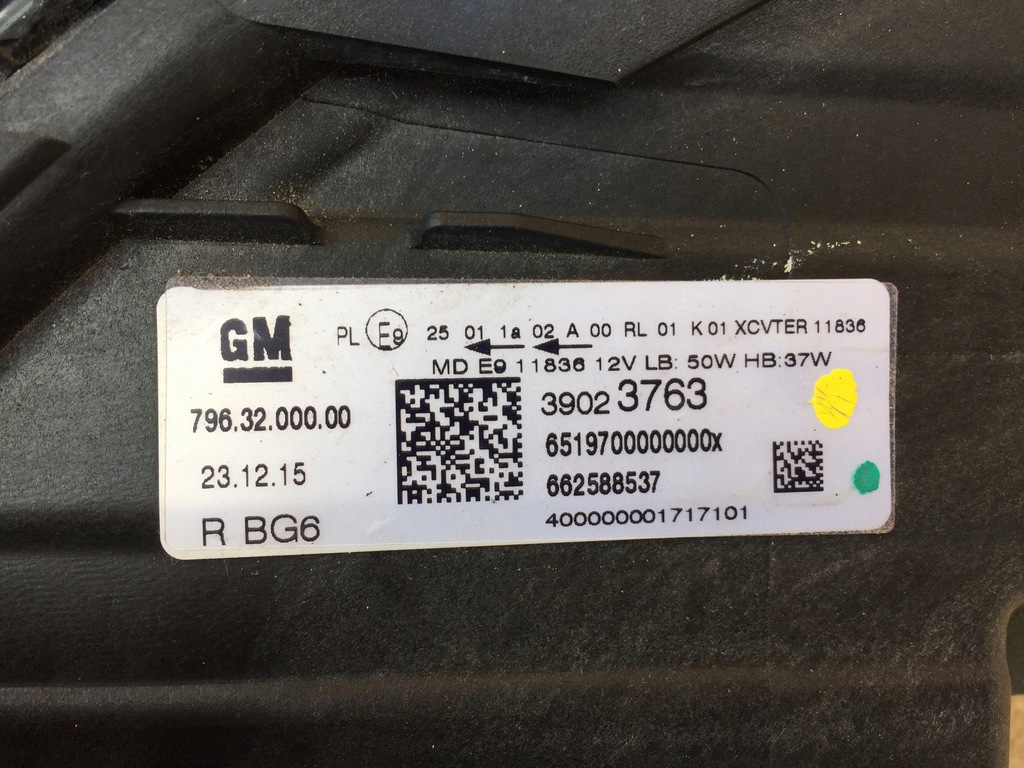 GM
PL E9 25 01 1a 02 A 00 RL 01 K 01 XCVTER 11836
MD E9 11836 12V LB: 50W HB:37W
796.32.000.00
3902 3763
6519700000000X
23.12.15
662588537
R BG6
400000001717101